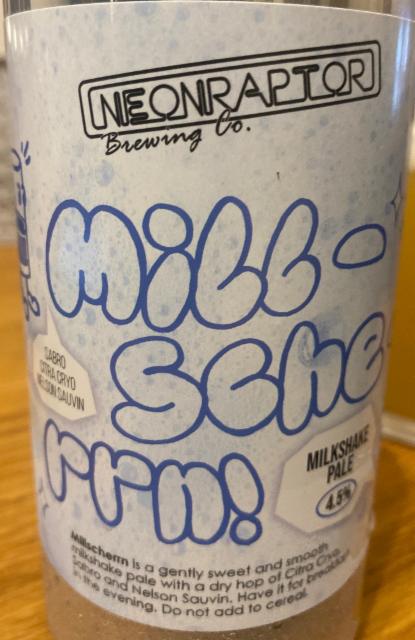 NEONRAPTOR
Brewing Co.
Mill-
Sche
rrn!
SABRO
CITRA CRYO
NELSON SAUVIN
MILKSHAKE
PALE
4.5%
Millscherrn is a gently sweet and smooth
milkshake pale with a dry hop of Citra Cryo,
Sabro and Nelson Sauvin. Have it for breakfast
in the evening. Do not add to cereal.